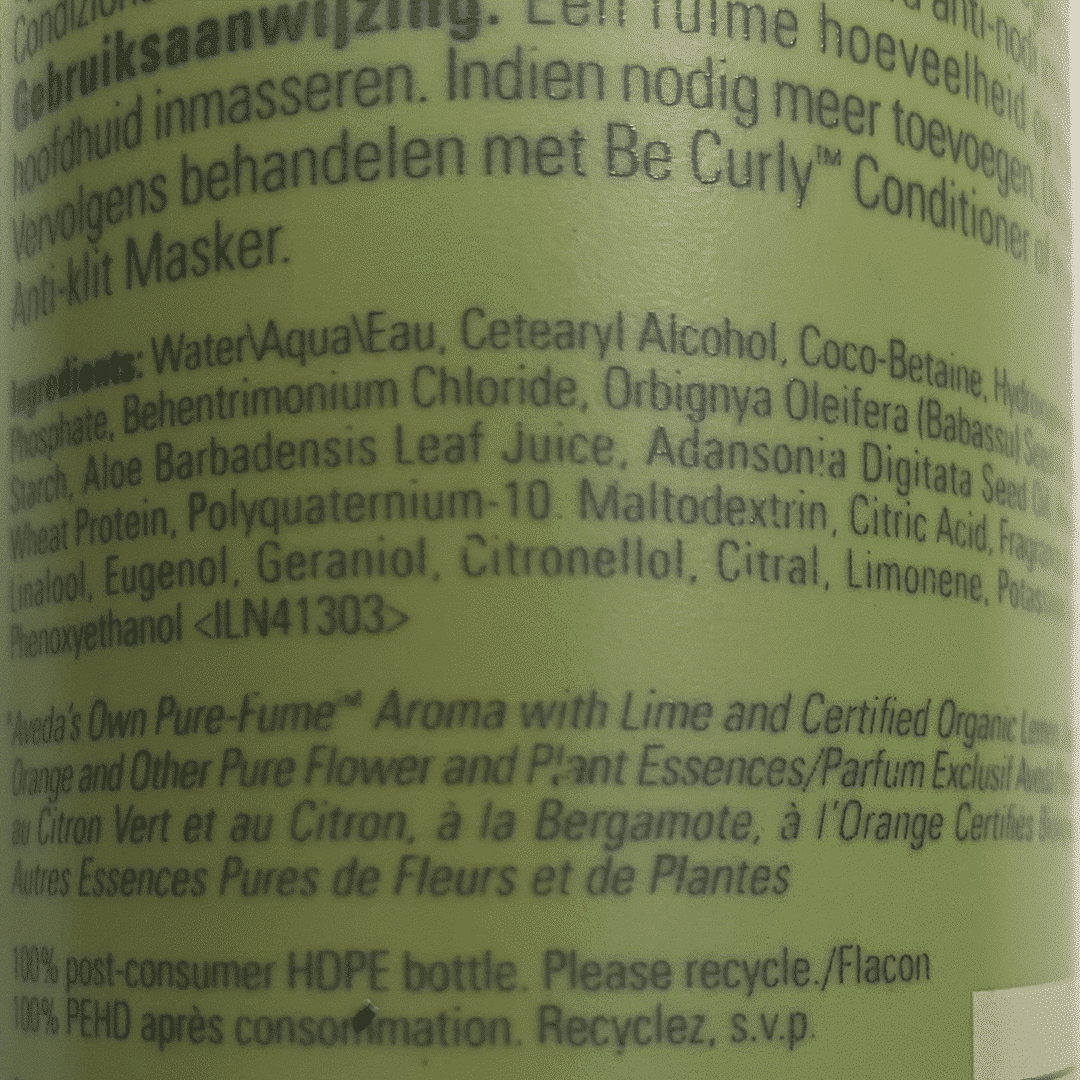 Gebruiksaanwijzing. Een ruime hoeveelheid op
hoofdhuid inmasseren. Indien nodig meer toevoegen.
Vervolgens behandelen met Be Curly™ Conditioner of
Anti-klit Masker.
Ingredients: Water\Aqua\Eau, Cetearyl Alcohol, Coco-Betaine,
Phosphate, Behentrimonium Chloride, Orbignya Oleifera (Babassu) Seed
Starch, Aloe Barbadensis Leaf Juice, Adansonia Digitata Seed Oil,
Wheat Protein, Polyquaternium-10. Maltodextrin, Citric Acid,
Linalool, Eugenol, Geraniol, Citronellol, Citral, Limonene,
Phenoxyethanol <ILN41303>
*Aveda's Own Pure-Fume™ Aroma with Lime and Certified Organic
Orange and Other Pure Flower and Plant Essences/Parfum Exclusif Aveda
au Citron Vert et au Citron, à la Bergamote, à l'Orange Certifiés
Autres Essences Pures de Fleurs et de Plantes
100% post-consumer HDPE bottle. Please recycle./Flacon
100% PEHD après consommation. Recyclez, s.v.p.